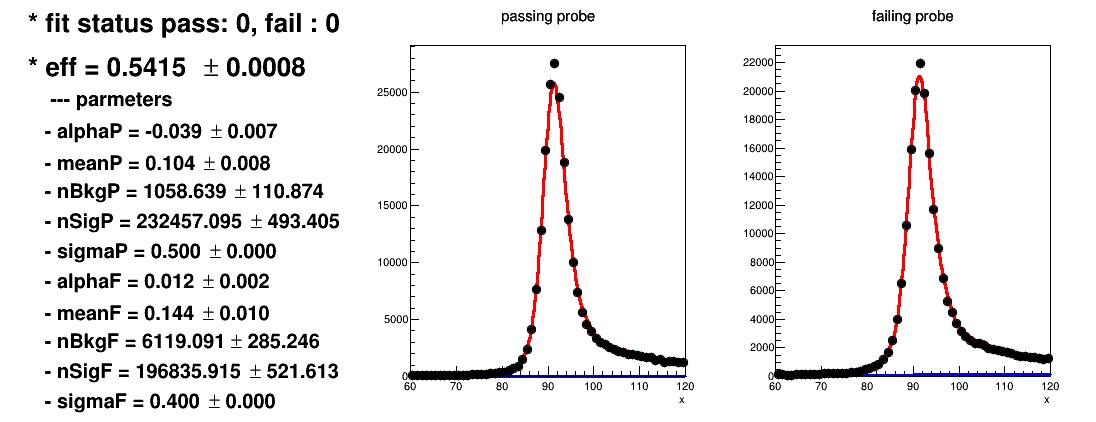 * fit status pass: 0, fail : 0
* eff = 0.5415 ± 0.0008
--- parmeters
- alphaP = -0.039 ± 0.007
- meanP = 0.104 ± 0.008
- nBkgP = 1058.639 ± 110.874
- nSigP = 232457.095 ± 493.405
- sigmaP = 0.500 ± 0.000
- alphaF = 0.012 ± 0.002
- meanF = 0.144 ± 0.010
- nBkgF = 6119.091 ± 285.246
- nSigF = 196835.915 ± 521.613
- sigmaF = 0.400 ± 0.000
passing probe
25000
20000
15000
10000
5000
0
60 70 80 90 100 110 120
x
failing probe
22000
20000
18000
16000
14000
12000
10000
8000
6000
4000
2000
0
60 70 80 90 100 110 120
x